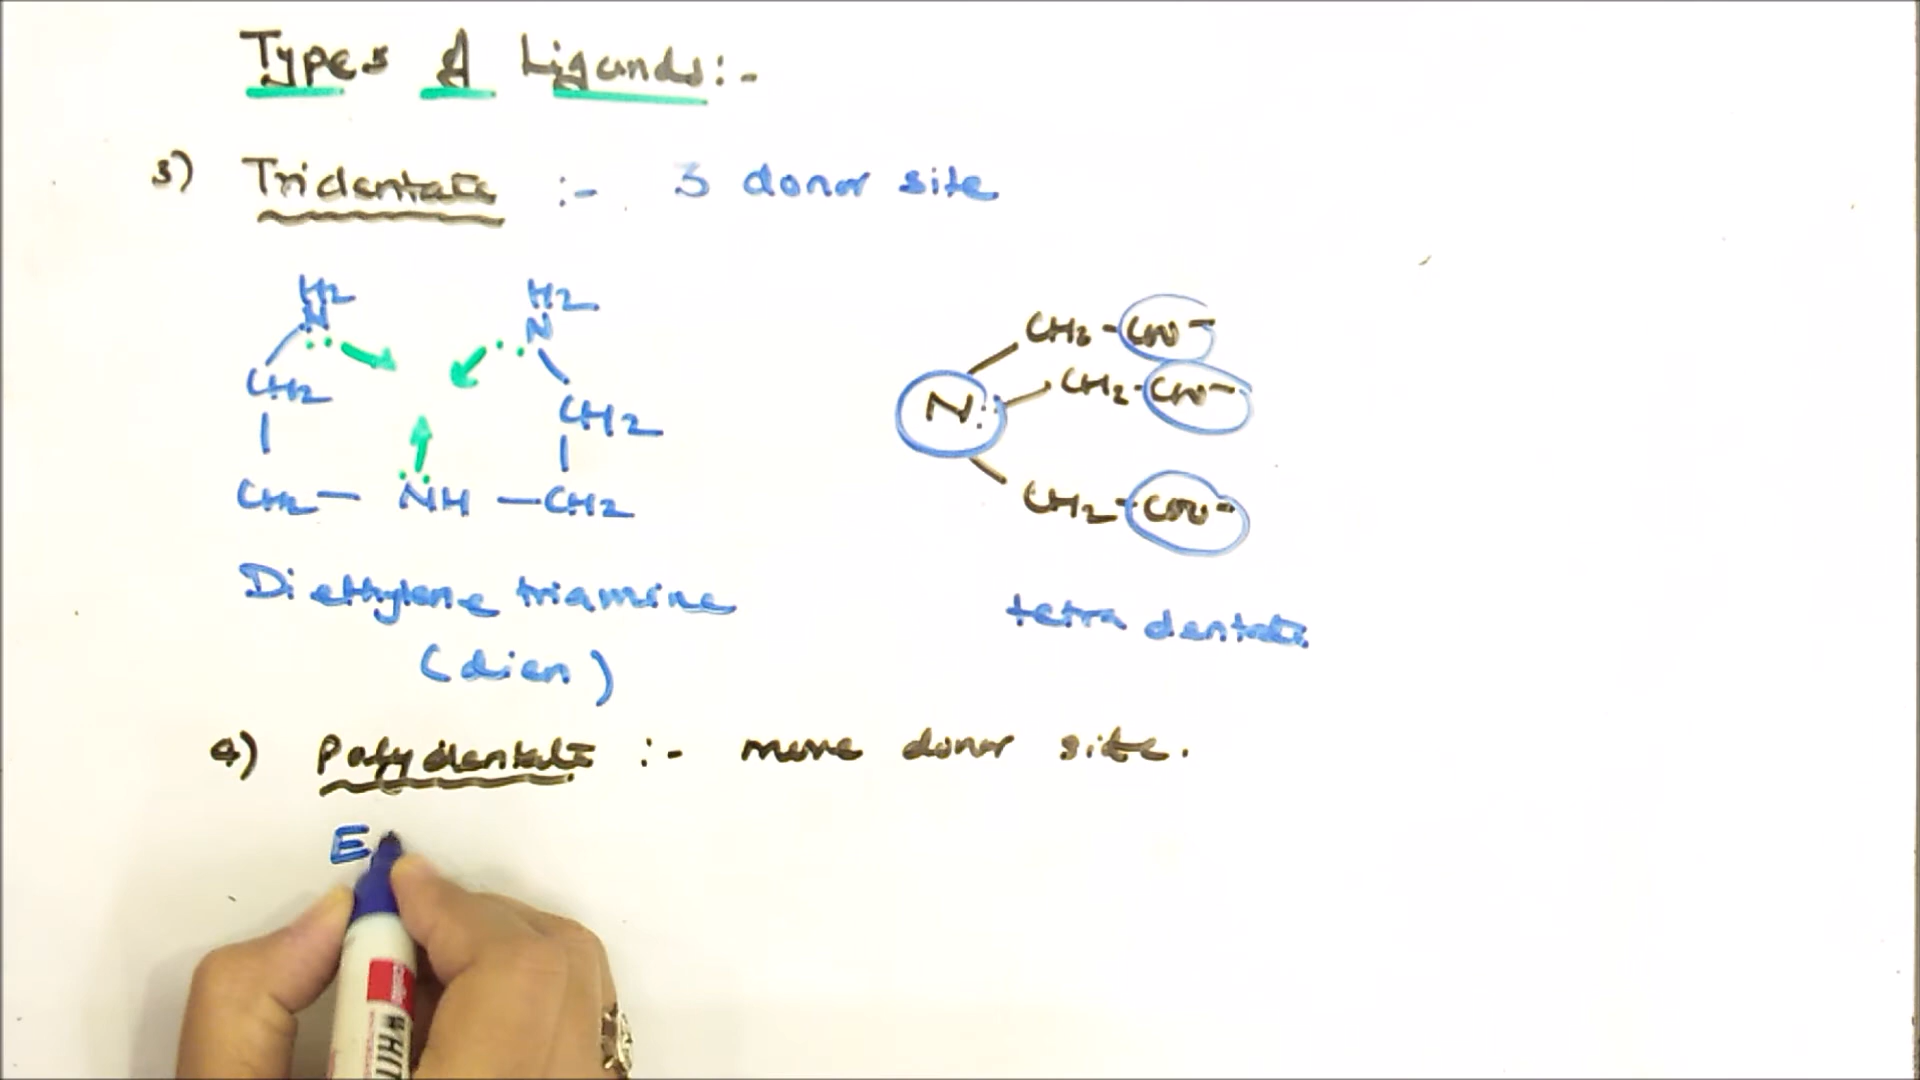 Types of Ligands:-
3) Tridentate :- 3 donor site
H2 H2
N N
CH2 CH2
CH2 - NH - CH2
Diethylene triamine
(dien)
CH2 - COO-
N: CH2 - COO-
CH2 - COO-
tetra dentate
4) Polydentate :- more donor site.
E
WHIT